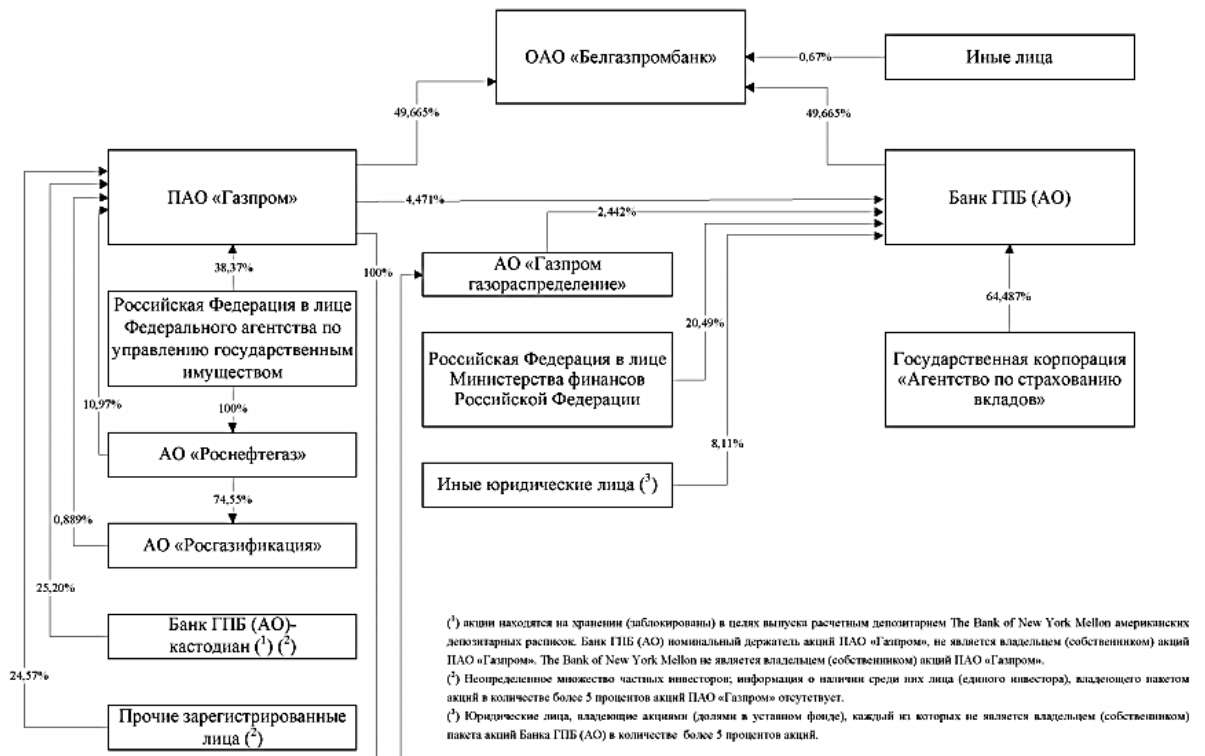 ОАО «Белгазпромбанк»
0,67%
Иные лица
49,665%
49,665%
ПАО «Газпром»
4,471%
Банк ГПБ (АО)
2,442%
38,37%
100%
АО «Газпром
газораспределение»
64,487%
Российская Федерация в лице
Федерального агентства по
управлению государственным
имуществом
20,49%
Российская Федерация в лице
Министерства финансов
Российской Федерации
Государственная корпорация
«Агентство по страхованию
вкладов»
10,97%
100%
8,11%
АО «Роснефтегаз»
Иные юридические лица (³)
74,55%
0,889%
АО «Росгазификация»
25,20%
Банк ГПБ (АО)-
кастодиан (¹) (²)
24,57%
Прочие зарегистрированные
лица (²)
(¹) акции находятся на хранении (заблокированы) в целях выпуска расчетным депозитарием The Bank of New York Mellon американских
депозитарных расписок. Банк ГПБ (АО) номинальный держатель акций ПАО «Газпром», не является владельцем (собственником) акций
ПАО «Газпром». The Bank of New York Mellon не является владельцем (собственником) акций ПАО «Газпром».
(²) Неопределенное множество частных инвесторов; информация о наличии среди них лица (единого инвестора), владеющего пакетом
акций в количестве более 5 процентов акций ПАО «Газпром» отсутствует.
(³) Юридические лица, владеющие акциями (долями в уставном фонде), каждый из которых не является владельцем (собственником)
пакета акций Банка ГПБ (АО) в количестве более 5 процентов акций.